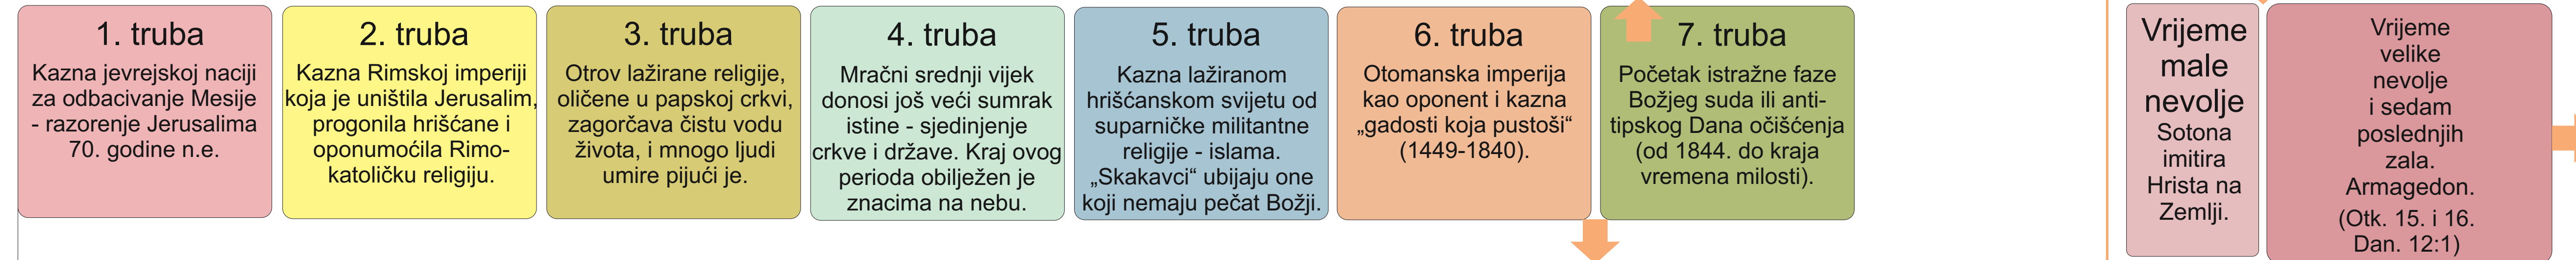 1. truba
Kazna jevrejskoj naciji
za odbacivanje Mesije
- razorenje Jerusalima
70. godine n.e.
2. truba
Kazna Rimskoj imperiji
koja je uništila Jerusalim,
progonila hrišćane i
oponumoćila Rimo-
katoličku religiju.
3. truba
Otrov lažirane religije,
oličene u papskoj crkvi,
zagorčava čistu vodu
života, i mnogo ljudi
umire pijući je.
4. truba
Mračni srednji vijek
donosi još veći sumrak
istine - sjedinjenje
crkve i države. Kraj ovog
perioda obilježen je
znacima na nebu.
5. truba
Kazna lažiranom
hrišćanskom svijetu od
suparničke militantne
religije - islama.
„Skakavci“ ubijaju one
koji nemaju pečat Božji.
6. truba
Otomanska imperija
kao oponent i kazna
„gadosti koja pustoši“
(1449-1840).
7. truba
Početak istražne faze
Božjeg suda ili anti-
tipskog Dana očišćenja
(od 1844. do kraja
vremena milosti).
Vrijeme
male
nevolje
Sotona
imitira
Hrista na
Zemlji.
Vrijeme
velike
nevolje
i sedam
poslednjih
zala.
Armagedon.
(Otk. 15. i 16.
Dan. 12:1)